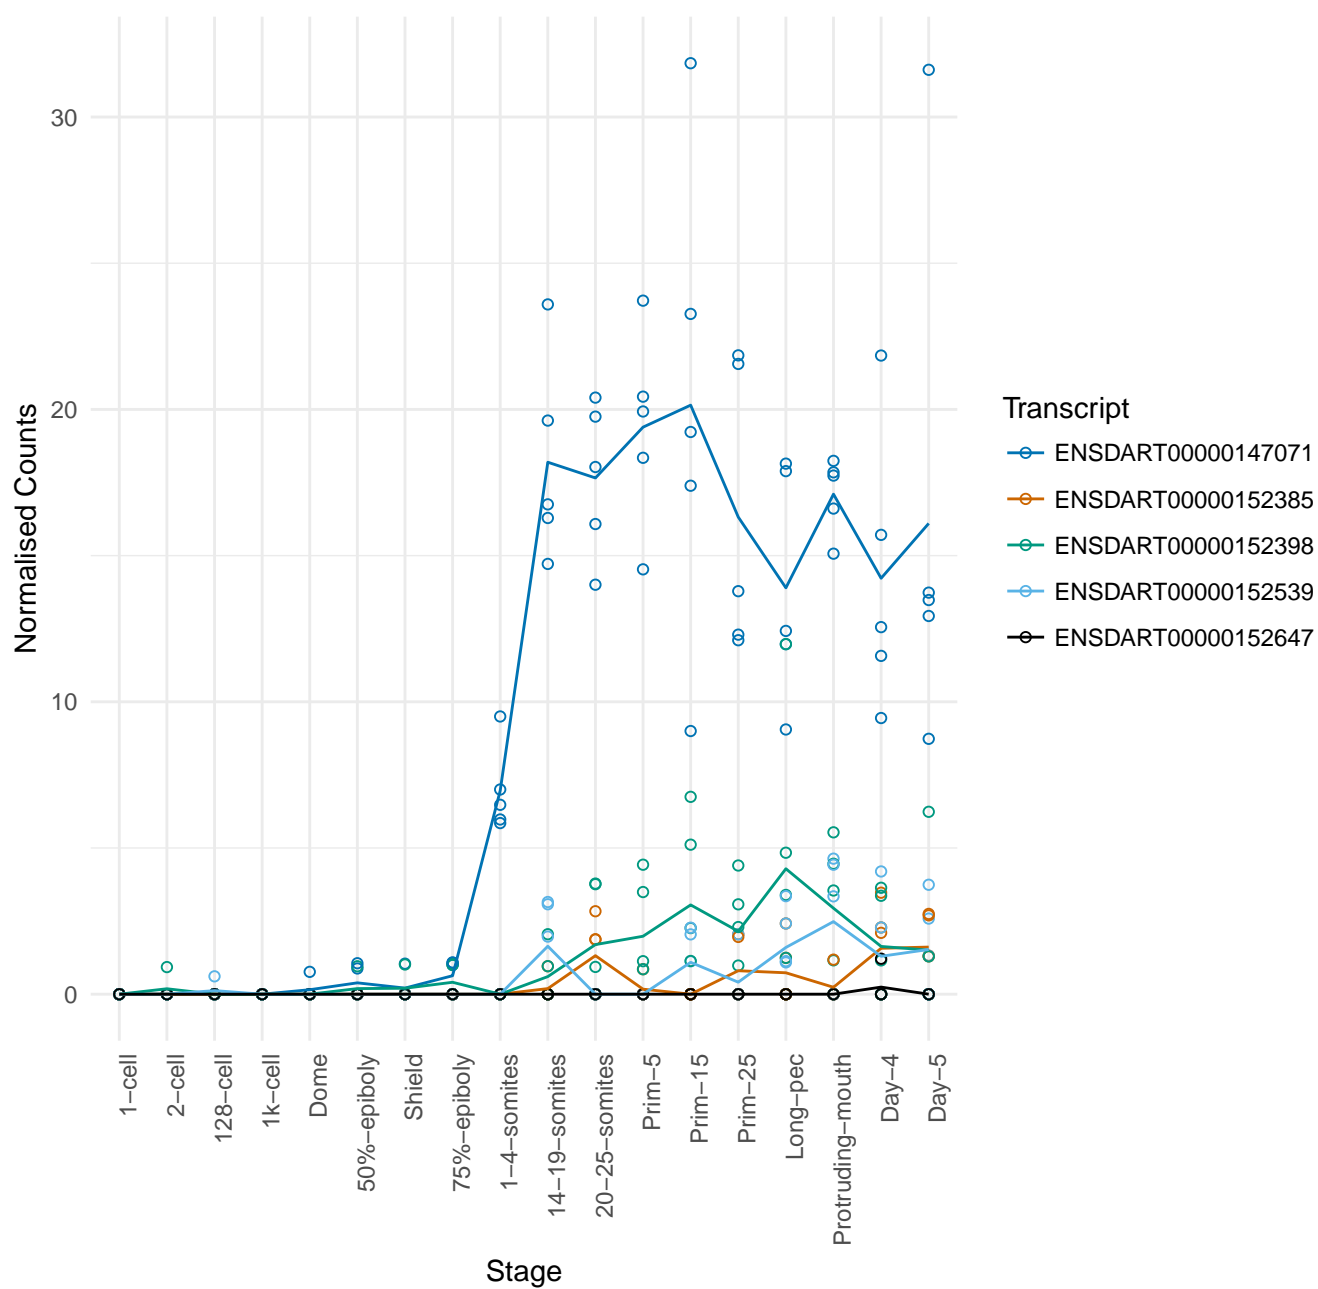 30
20
10
0
Normalised Counts
1−cell
2−cell
128−cell
1k−cell
Dome
50%−epiboly
Shield
75%−epiboly
1−4−somites
14−19−somites
20−25−somites
Prim−5
Prim−15
Prim−25
Long−pec
Protruding−mouth
Day−4
Day−5
Stage
Transcript
ENSDART00000147071
ENSDART00000152385
ENSDART00000152398
ENSDART00000152539
ENSDART00000152647